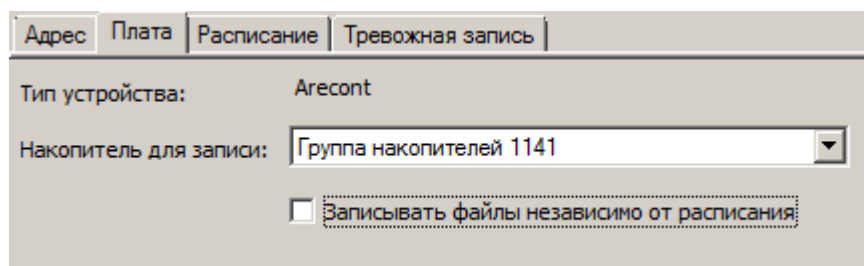 Адрес Плата Расписание Тревожная запись
Тип устройства: Arecont
Накопитель для записи: Группа накопителей 1141
Записывать файлы независимо от расписания